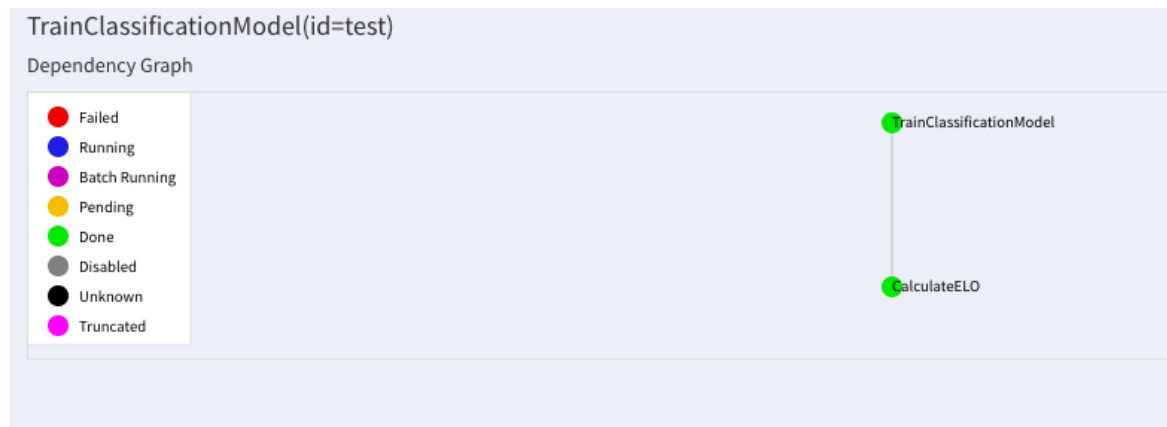 TrainClassificationModel(id=test)
Dependency Graph
Failed
Running
Batch Running
Pending
Done
Disabled
Unknown
Truncated
TrainClassificationModel
CalculateELO